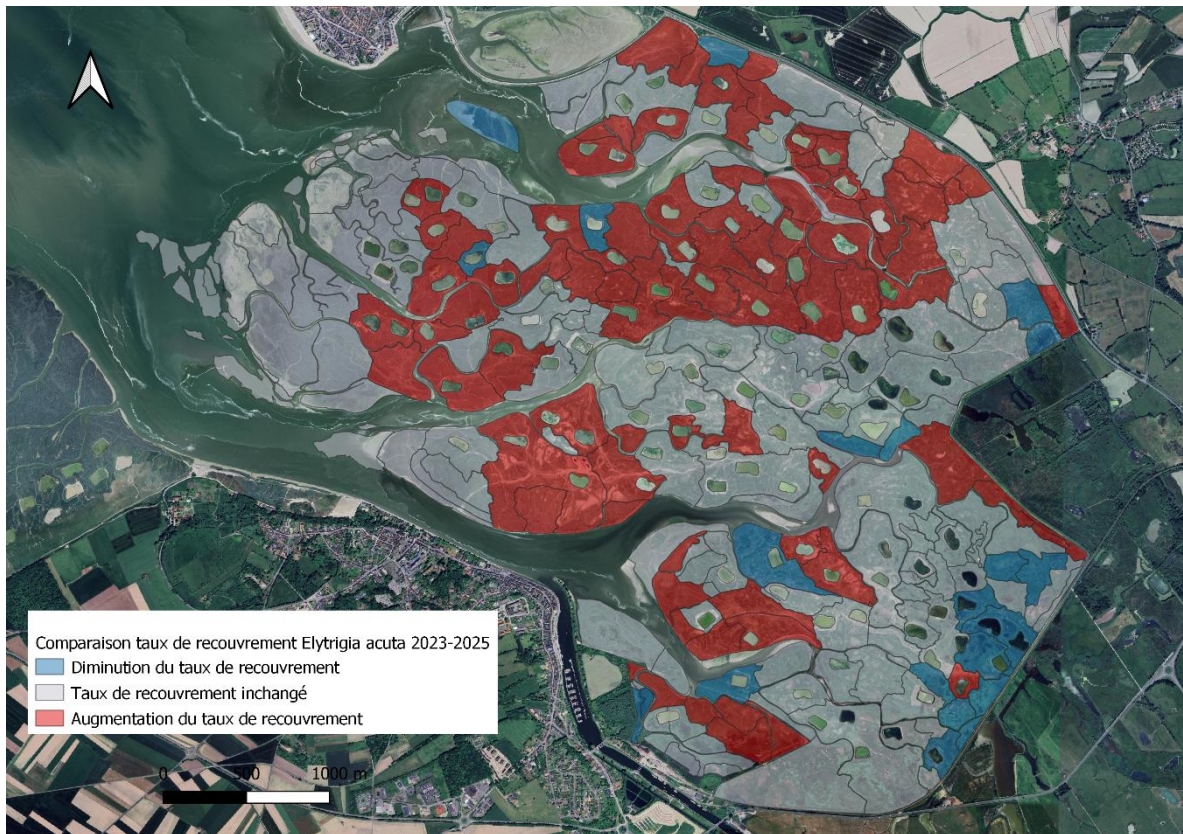 Comparaison taux de recouvrement Elytrigia acuta 2023-2025
Diminution du taux de recouvrement
Taux de recouvrement inchangé
Augmentation du taux de recouvrement
0 500 1000 m